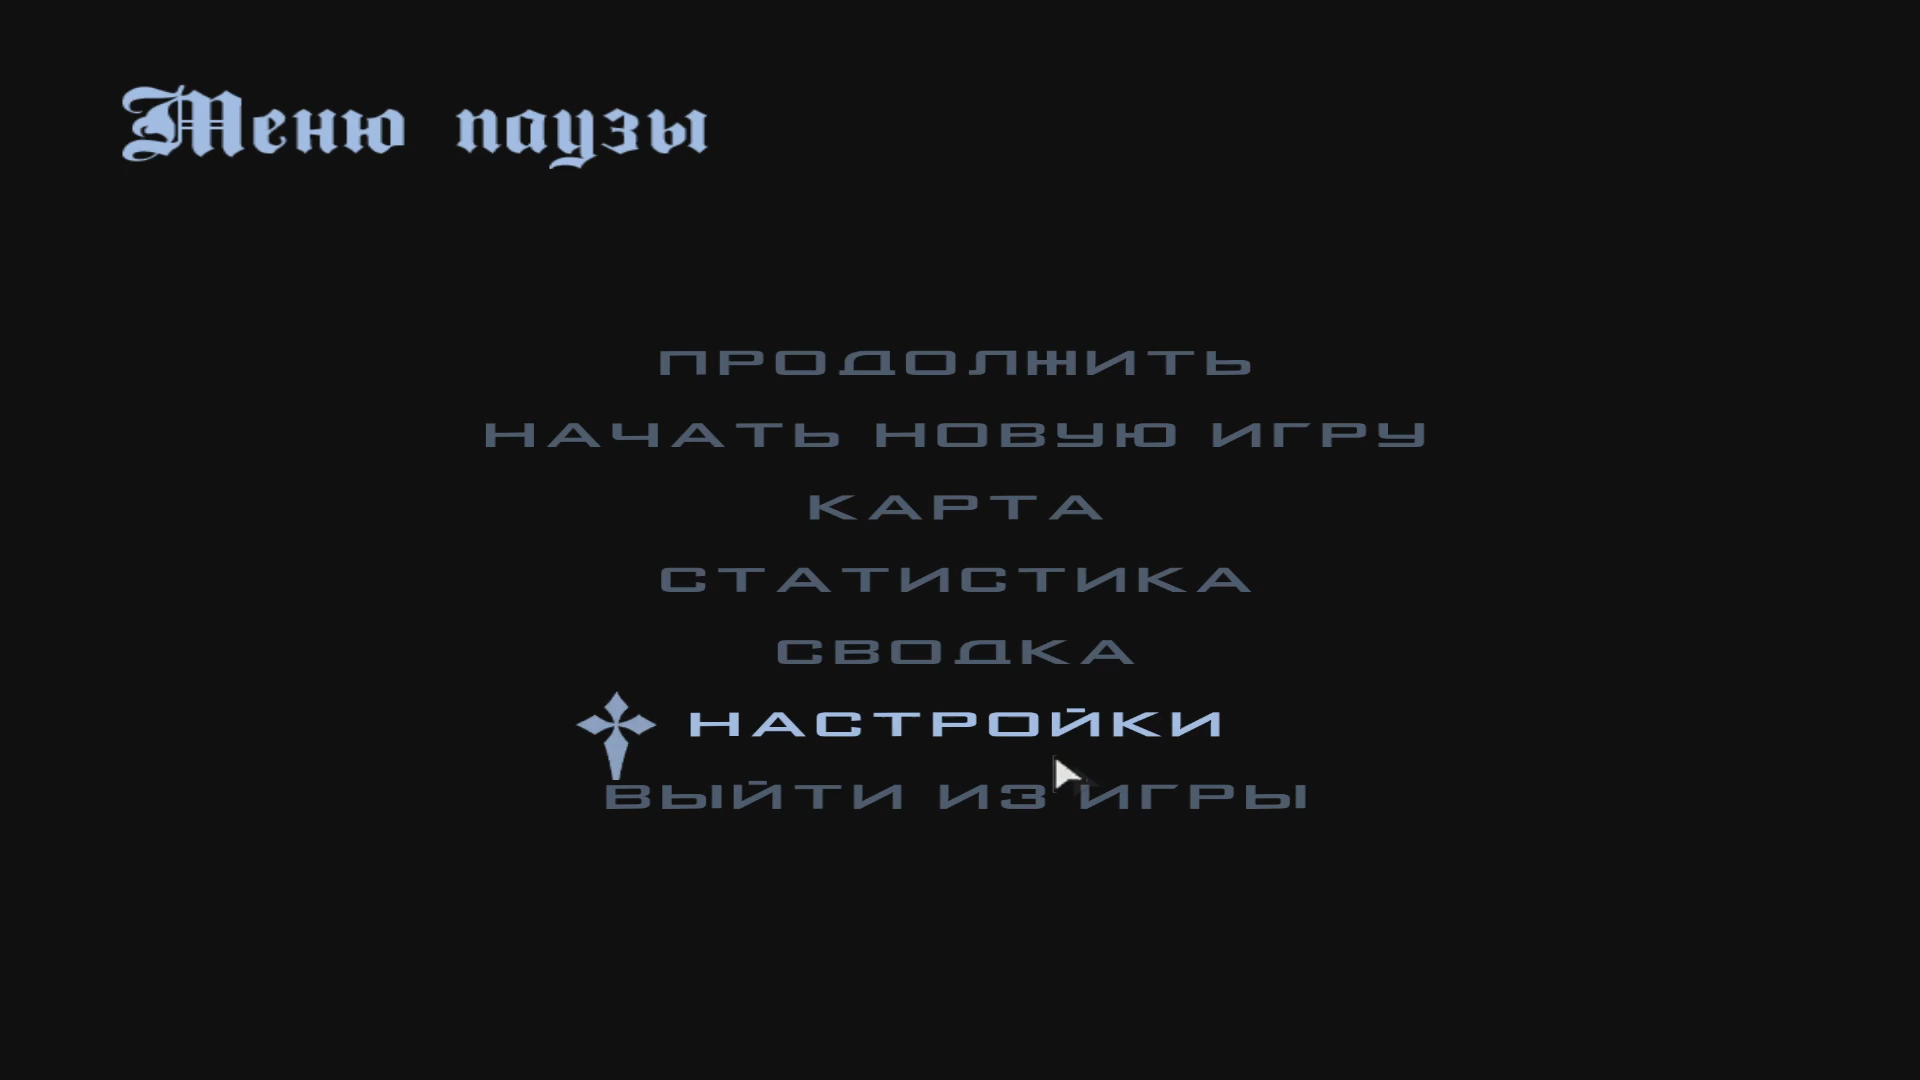 Меню паузы
ПРОДОЛЖИТЬ
НАЧАТЬ НОВУЮ ИГРУ
КАРТА
СТАТИСТИКА
СВОДКА
НАСТРОЙКИ
ВЫЙТИ ИЗ ИГРЫ